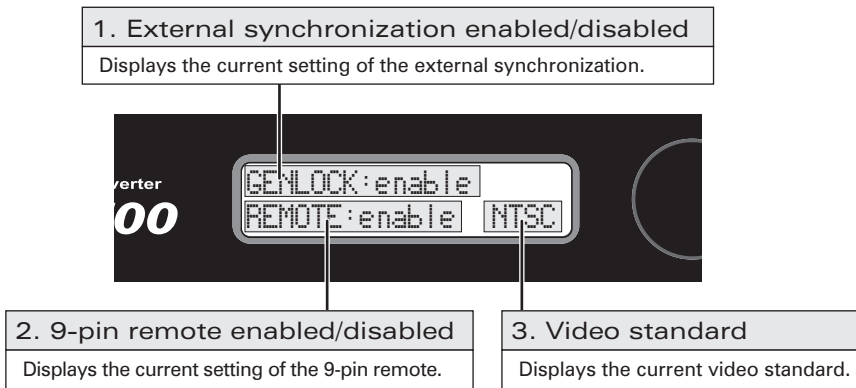 1. External synchronization enabled/disabled
Displays the current setting of the external synchronization.
verter
00
GENLOCK:enable
REMOTE:enable NTSC
2. 9-pin remote enabled/disabled
Displays the current setting of the 9-pin remote.
3. Video standard
Displays the current video standard.